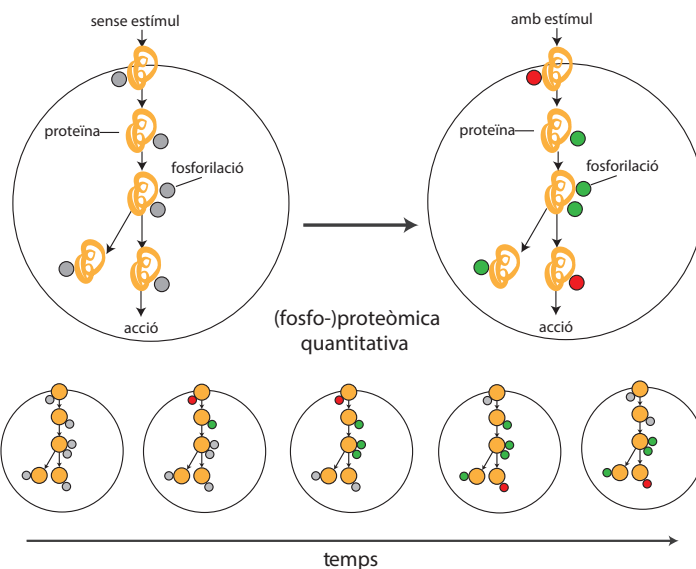 sense estímul
amb estímul
proteïna
fosforilació
acció
proteïna
fosforilació
acció
(fosfo-)proteòmica
quantitativa
temps